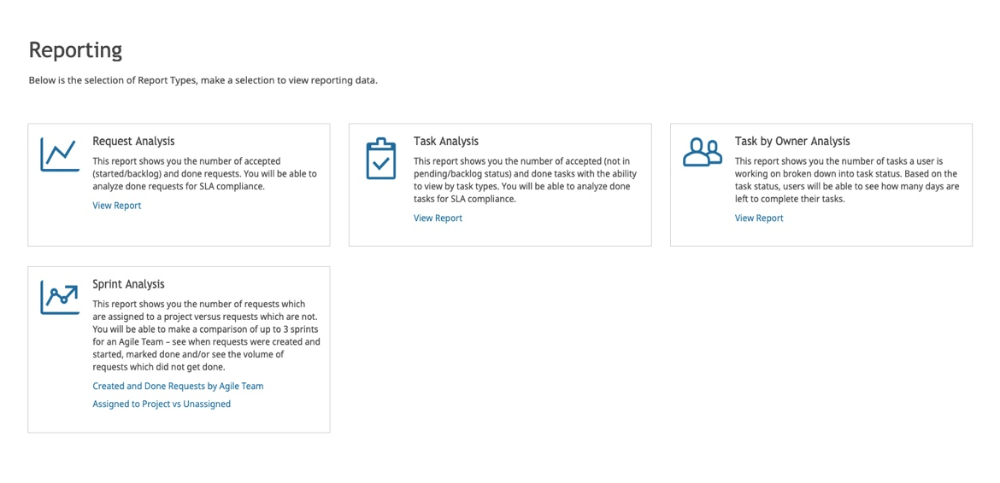 Reporting
Below is the selection of Report Types, make a selection to view reporting data.
Request Analysis
This report shows you the number of accepted
(started/backlog) and done requests. You will be able to
analyze done requests for SLA compliance.
View Report
Task Analysis
This report shows you the number of accepted (not in
pending/backlog status) and done tasks with the ability
to view by task types. You will be able to analyze done
tasks for SLA compliance.
View Report
Task by Owner Analysis
This report shows you the number of tasks a user is
working on broken down into task status. Based on the
task status, users will be able to see how many days are
left to complete their tasks.
View Report
Sprint Analysis
This report shows you the number of requests which
are assigned to a project versus requests which are not.
You will be able to make a comparison of up to 3 sprints
for an Agile Team – see when requests were created and
started, marked done and/or see the volume of
requests which did not get done.
Created and Done Requests by Agile Team
Assigned to Project vs Unassigned